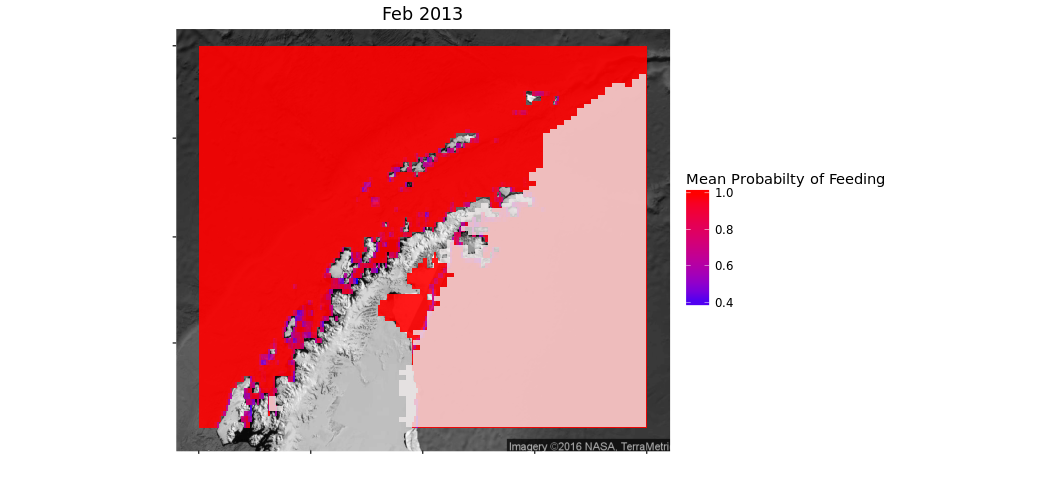 Feb 2013
Mean Probabilty of Feeding
1.0
0.8
0.6
0.4
Imagery ©2016 NASA, TerraMetri